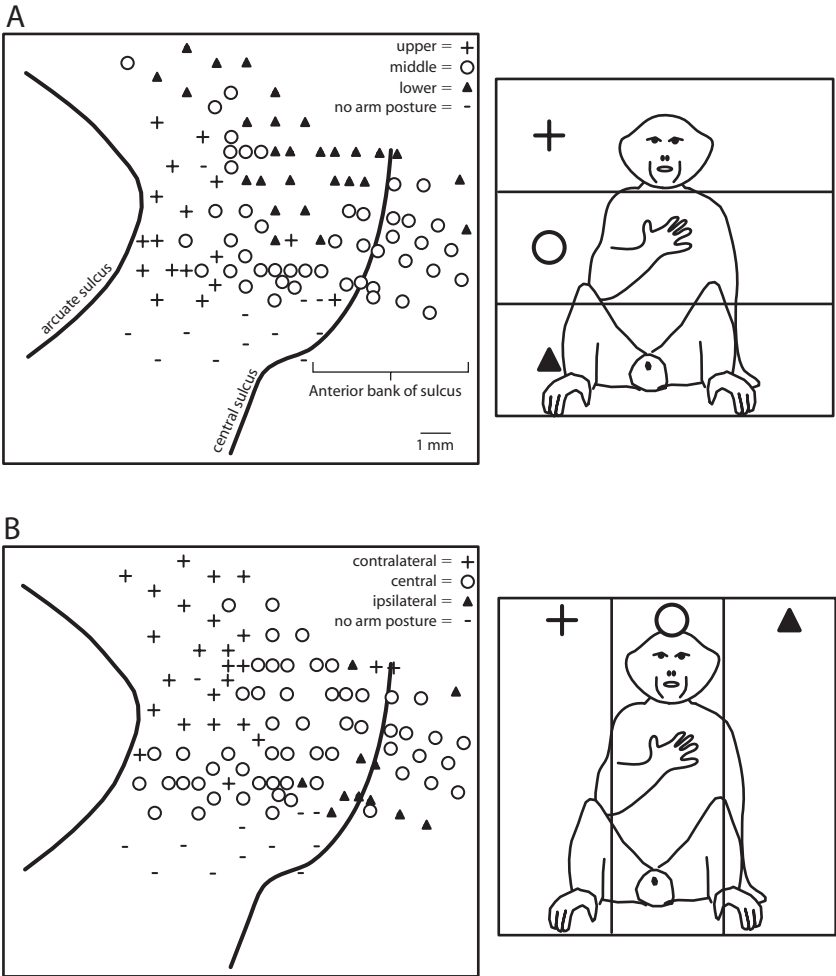 A
upper = +
middle = ○
lower = ▲
no arm posture = -
arcuate sulcus
central sulcus
Anterior bank of sulcus
1 mm
B
contralateral = +
central = ○
ipsilateral = ▲
no arm posture = -